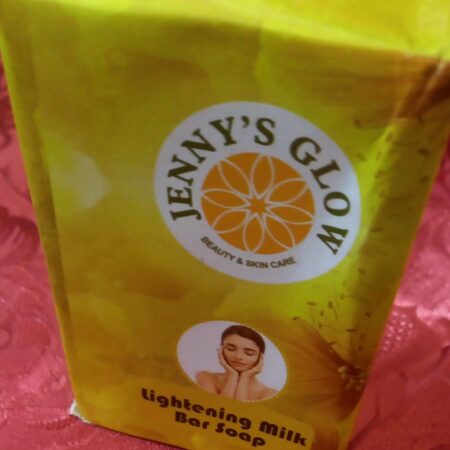 JENNY'S GLOW
BEAUTY & SKIN CARE
Lightening Milk
Bar Soap